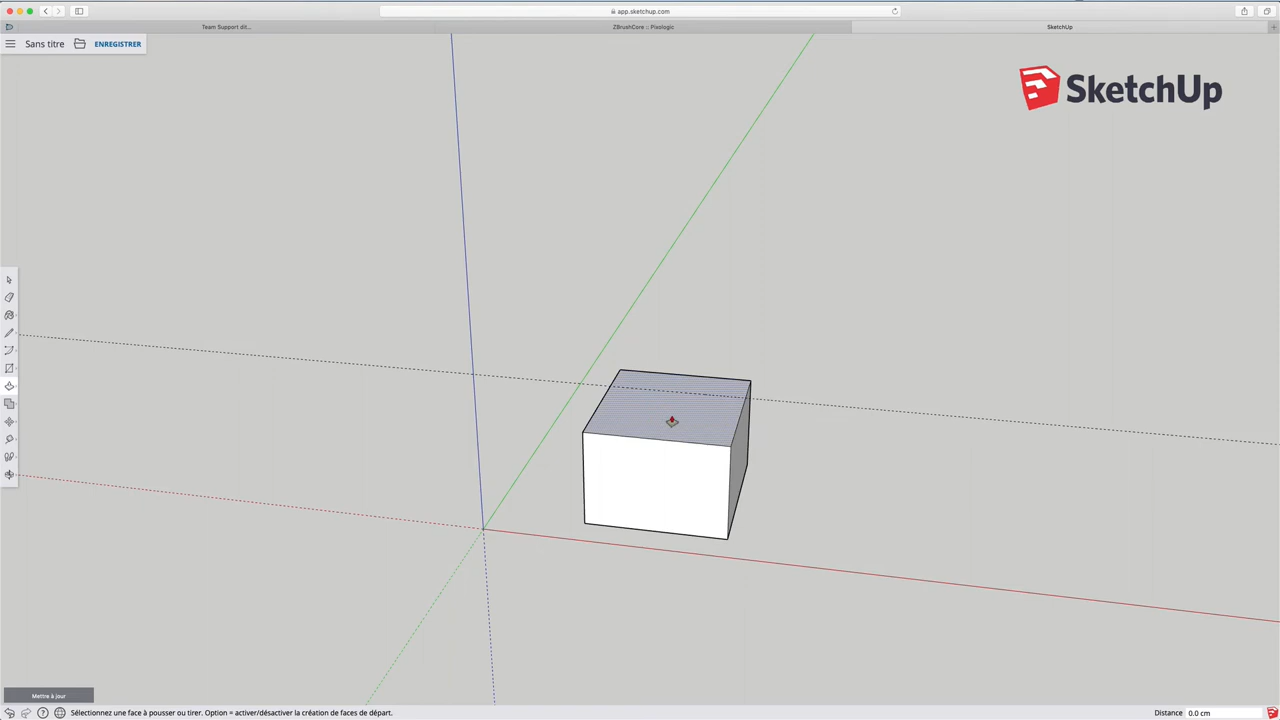 app.sketchup.com
Team Support dit...
ZBrushCore :: Pixologic
SketchUp
Sans titre
ENREGISTRER
SketchUp
Mettre à jour
Sélectionnez une face à pousser ou tirer. Option = activer/désactiver la création de faces de départ.
Distance 0.0 cm